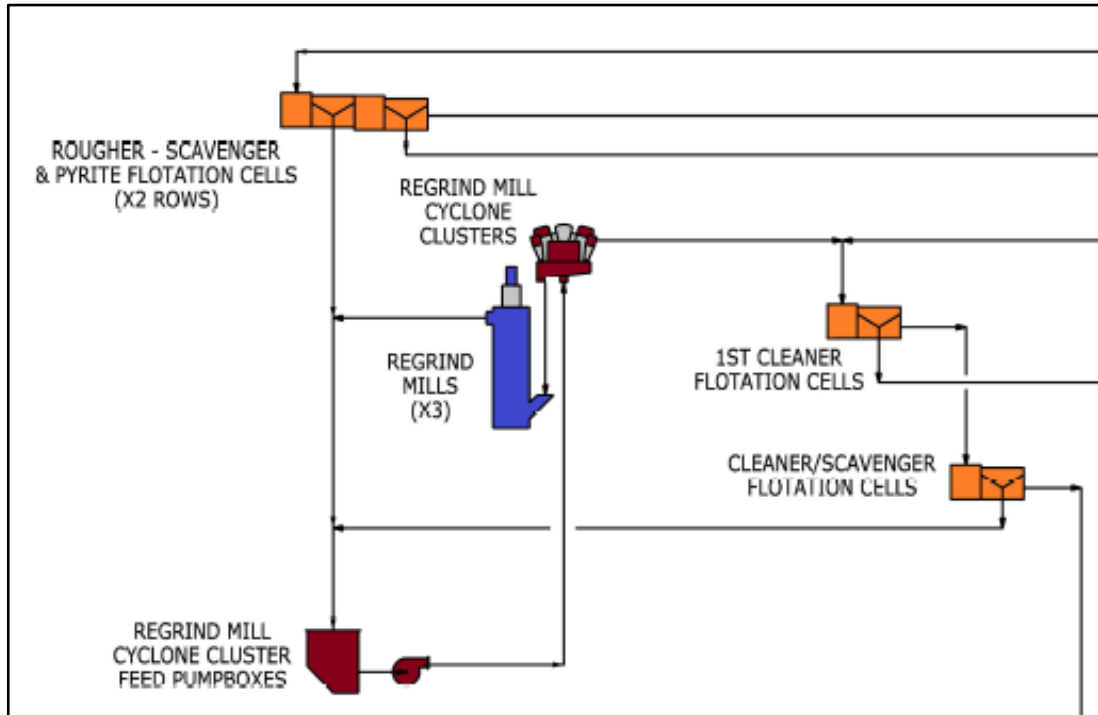 ROUGHER - SCAVENGER
& PYRITE FLOTATION CELLS
(X2 ROWS)
REGRIND MILL
CYCLONE
CLUSTERS
REGRIND
MILLS
(X3)
1ST CLEANER
FLOTATION CELLS
CLEANER/SCAVENGER
FLOTATION CELLS
REGRIND MILL
CYCLONE CLUSTER
FEED PUMPBOXES